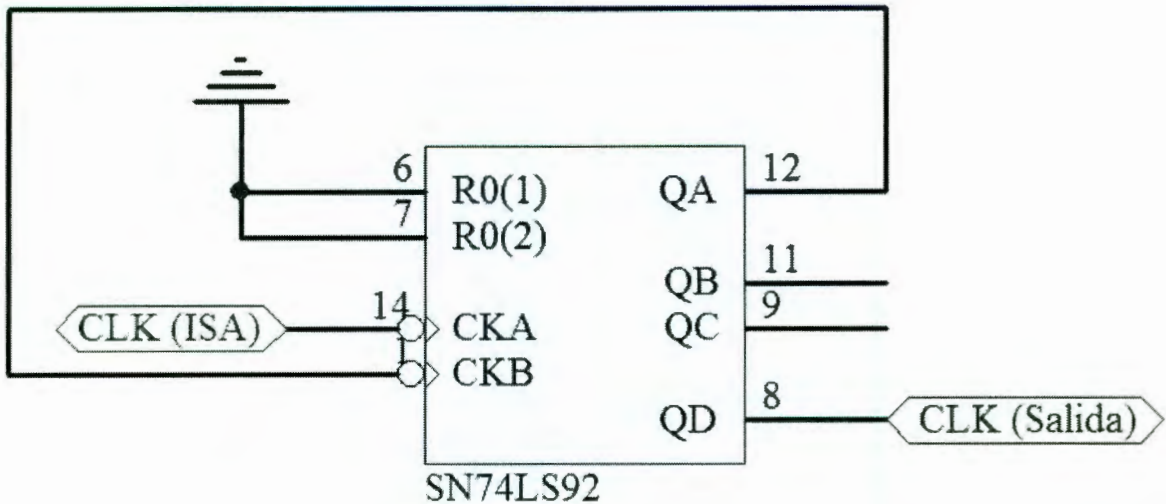 6 R0(1) QA 12
7 R0(2)
QB 11
14 CKA QC 9
CLK (ISA)
CKB
QD 8
CLK (Salida)
SN74LS92